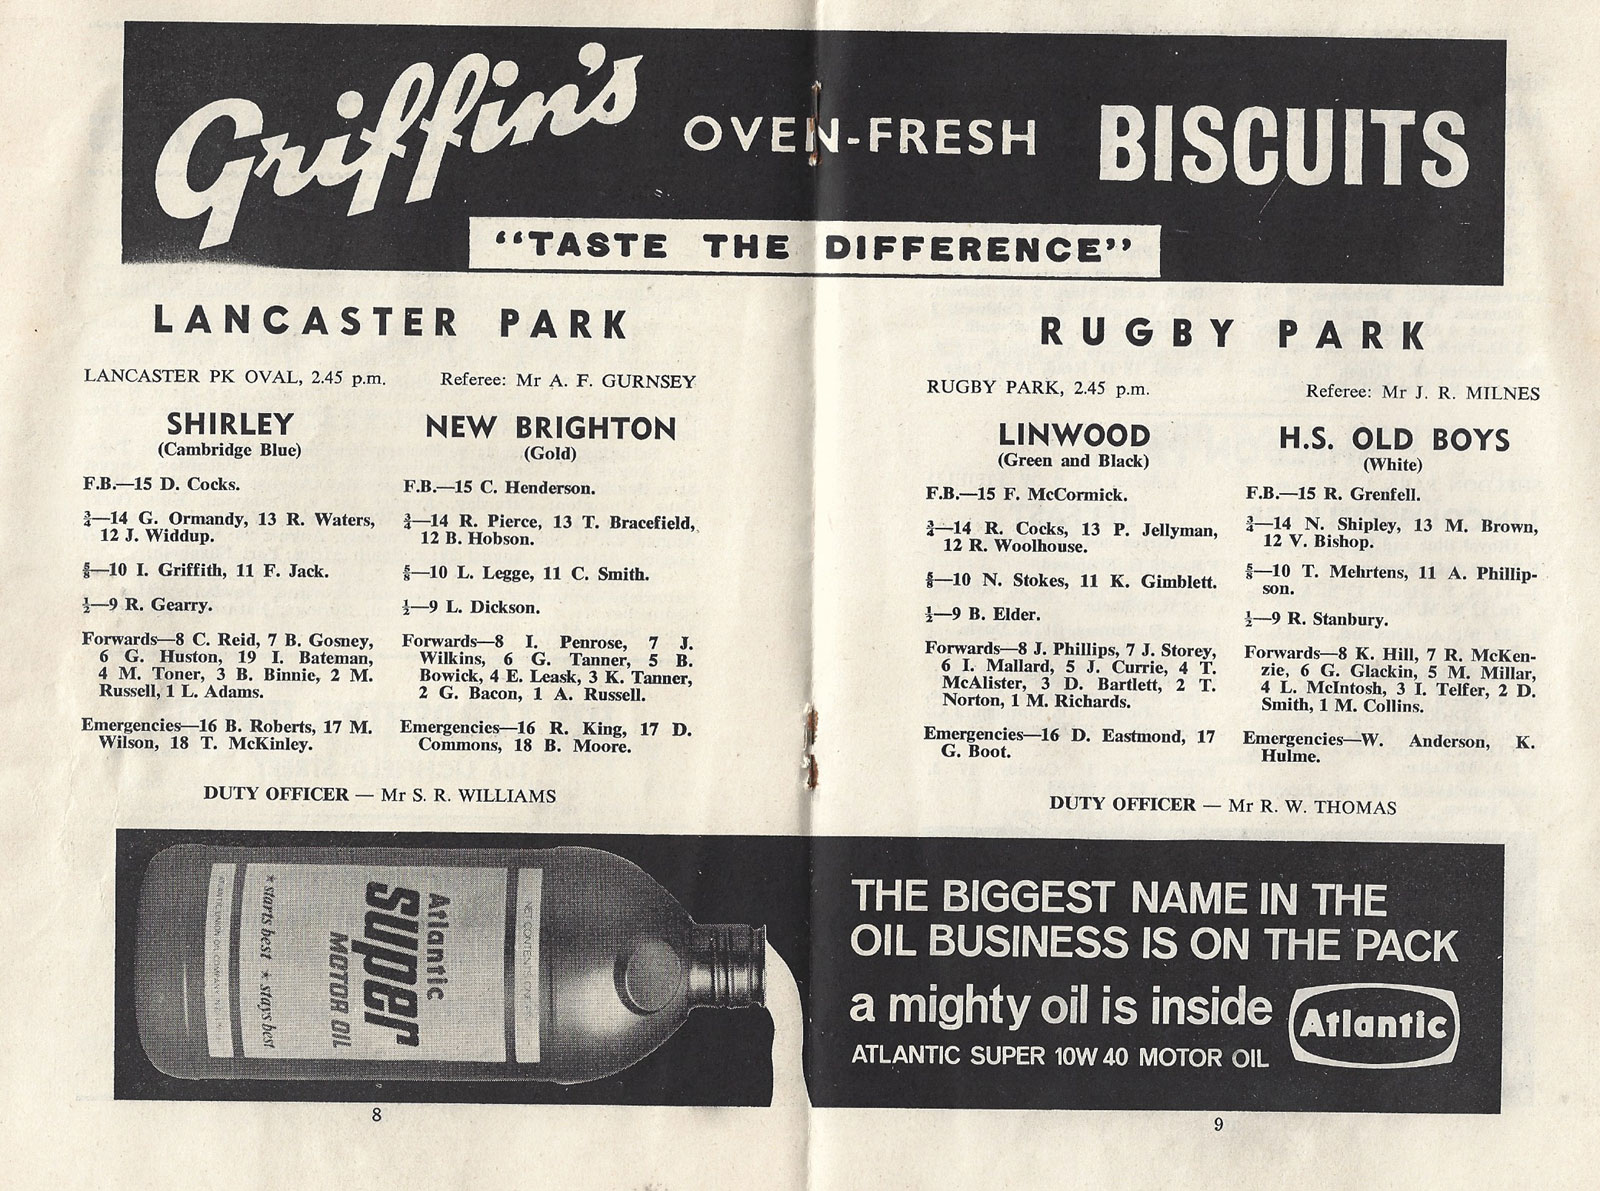 Griffin's OVEN-FRESH BISCUITS
“TASTE THE DIFFERENCE”
LANCASTER PARK
LANCASTER PK OVAL, 2.45 p.m. Referee: Mr A. F. GURNSEY
SHIRLEY
(Cambridge Blue)
F.B.—15 D. Cocks.
¾—14 G. Ormandy, 13 R. Waters,
12 J. Widdup.
⅝—10 I. Griffith, 11 F. Jack.
½—9 R. Gearry.
Forwards—8 C. Reid, 7 B. Gosney,
6 G. Huston, 19 I. Bateman,
4 M. Toner, 3 B. Binnie, 2 M.
Russell, 1 L. Adams.
Emergencies—16 B. Roberts, 17 M.
Wilson, 18 T. McKinley.
NEW BRIGHTON
(Gold)
F.B.—15 C. Henderson.
¾—14 R. Pierce, 13 T. Bracefield,
12 B. Hobson.
⅝—10 L. Legge, 11 C. Smith.
½—9 L. Dickson.
Forwards—8 I. Penrose, 7 J.
Wilkins, 6 G. Tanner, 5 B.
Bowick, 4 E. Leask, 3 K. Tanner,
2 G. Bacon, 1 A. Russell.
Emergencies—16 R. King, 17 D.
Commons, 18 B. Moore.
DUTY OFFICER — Mr S. R. WILLIAMS
RUGBY PARK
RUGBY PARK, 2.45 p.m. Referee: Mr J. R. MILNES
LINWOOD
(Green and Black)
F.B.—15 F. McCormick.
¾—14 R. Cocks, 13 P. Jellyman,
12 R. Woolhouse.
⅝—10 N. Stokes, 11 K. Gimblett.
½—9 B. Elder.
Forwards—8 J. Phillips, 7 J. Storey,
6 I. Mallard, 5 J. Currie, 4 T.
McAlister, 3 D. Bartlett, 2 T.
Norton, 1 M. Richards.
Emergencies—16 D. Eastmond, 17
G. Boot.
H.S. OLD BOYS
(White)
F.B.—15 R. Grenfell.
¾—14 N. Shipley, 13 M. Brown,
12 V. Bishop.
⅝—10 T. Mehrtens, 11 A. Phillip-
son.
½—9 R. Stanbury.
Forwards—8 K. Hill, 7 R. McKen-
zie, 6 G. Glackin, 5 M. Millar,
4 L. McIntosh, 3 I. Telfer, 2 D.
Smith, 1 M. Collins.
Emergencies—W. Anderson, K.
Hulme.
DUTY OFFICER — Mr R. W. THOMAS
NET CONTENTS ONE
Atlantic
super
MOTOR OIL
★ starts best ★ stays best
THE BIGGEST NAME IN THE
OIL BUSINESS IS ON THE PACK
a mighty oil is inside
Atlantic
ATLANTIC SUPER 10W 40 MOTOR OIL
8
9